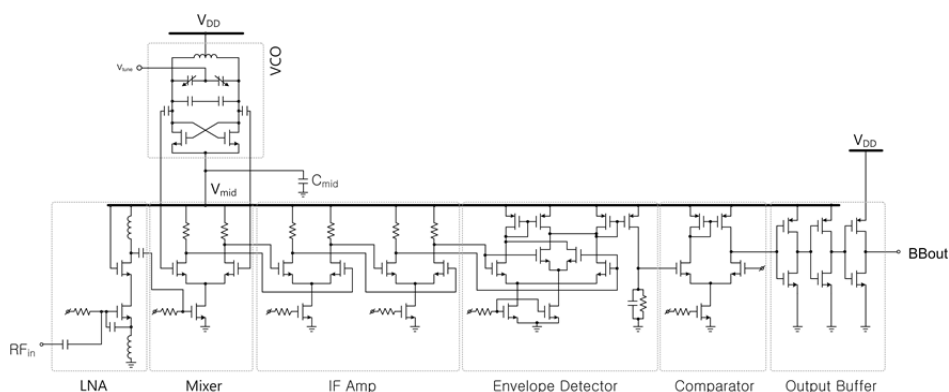 VDD
VCO
Vtune
Cmid
Vmid
VDD
BBout
RFin
LNA
Mixer
IF Amp
Envelope Detector
Comparator
Output Buffer